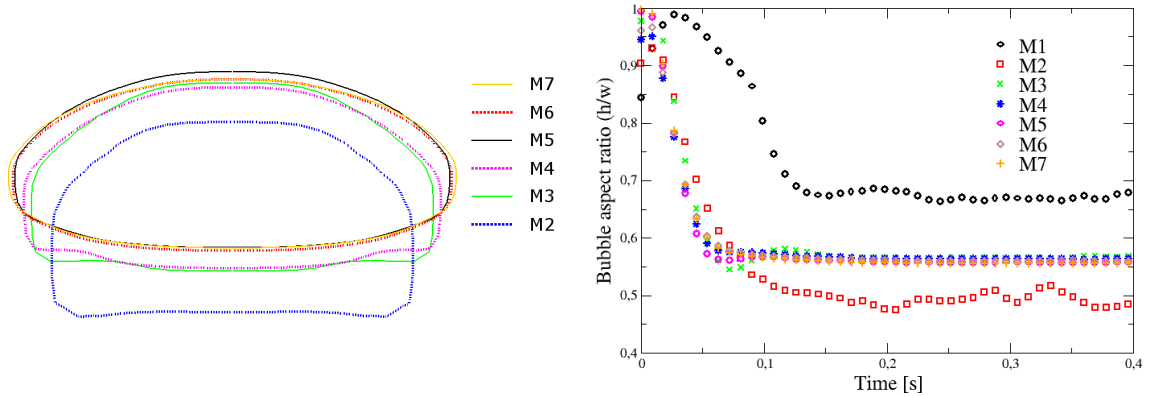 M7
M6
M5
M4
M3
M2
Bubble aspect ratio (h/w)
1
0,9
0,8
0,7
0,6
0,5
0,4
0
0,1
0,2
0,3
0,4
Time [s]
M1
M2
M3
M4
M5
M6
M7